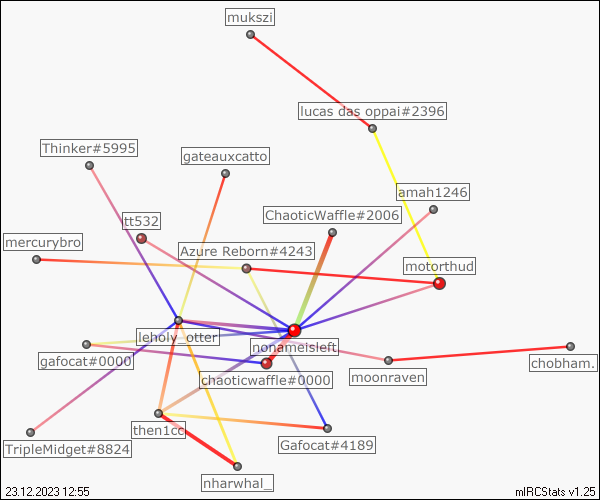 mukszi
lucas das oppai#2396
Thinker#5995
gateauxcatto
amah1246
ChaoticWaffle#2006
tt532
mercurybro
Azure Reborn#4243
motorthud
leholy_otter
nonameisleft
gafocat#0000
chobham.
chaoticwaffle#0000
moonraven
then1cc
TripleMidget#8824
Gafocat#4189
nharwhal_
23.12.2023 12:55
mIRCStats v1.25